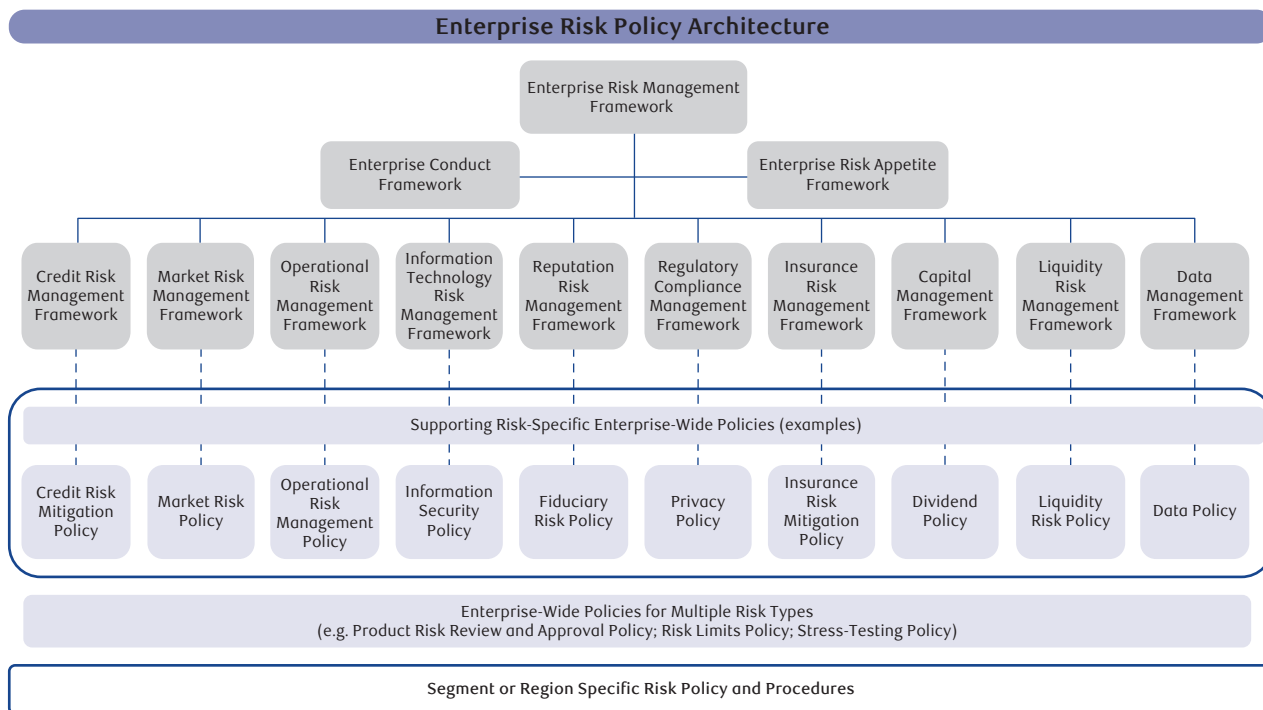 Enterprise Risk Policy Architecture
Enterprise Risk Management
Framework
Enterprise Conduct
Framework
Enterprise Risk Appetite
Framework
Credit Risk
Management
Framework
Market Risk
Management
Framework
Operational
Risk
Management
Framework
Information
Technology
Risk
Management
Framework
Reputation
Risk
Management
Framework
Regulatory
Compliance
Management
Framework
Insurance
Risk
Management
Framework
Capital
Management
Framework
Liquidity
Risk
Management
Framework
Data
Management
Framework
Supporting Risk-Specific Enterprise-Wide Policies (examples)
Credit Risk
Mitigation
Policy
Market Risk
Policy
Operational
Risk
Management
Policy
Information
Security
Policy
Fiduciary
Risk Policy
Privacy
Policy
Insurance
Risk
Mitigation
Policy
Dividend
Policy
Liquidity
Risk Policy
Data Policy
Enterprise-Wide Policies for Multiple Risk Types
(e.g. Product Risk Review and Approval Policy; Risk Limits Policy; Stress-Testing Policy)
Segment or Region Specific Risk Policy and Procedures